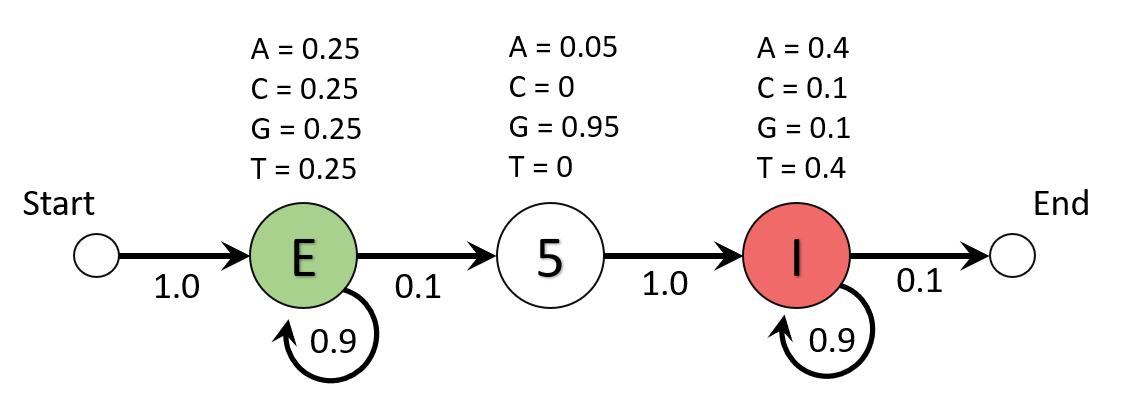 A = 0.25
C = 0.25
G = 0.25
T = 0.25
A = 0.05
C = 0
G = 0.95
T = 0
A = 0.4
C = 0.1
G = 0.1
T = 0.4
Start
End
E
5
I
1.0
0.1
1.0
0.1
0.9
0.9